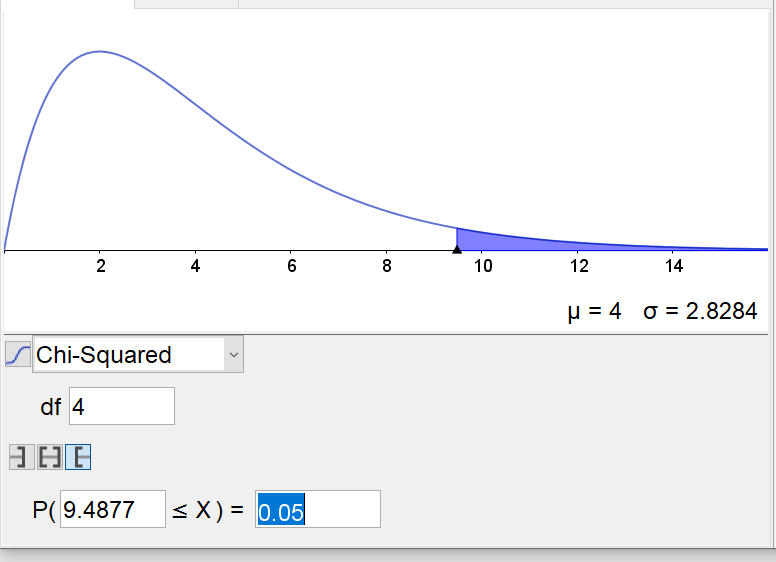 2 4 6 8 10 12 14
μ = 4 σ = 2.8284
Chi-Squared
df 4
P( 9.4877 ≤ X ) = 0.05